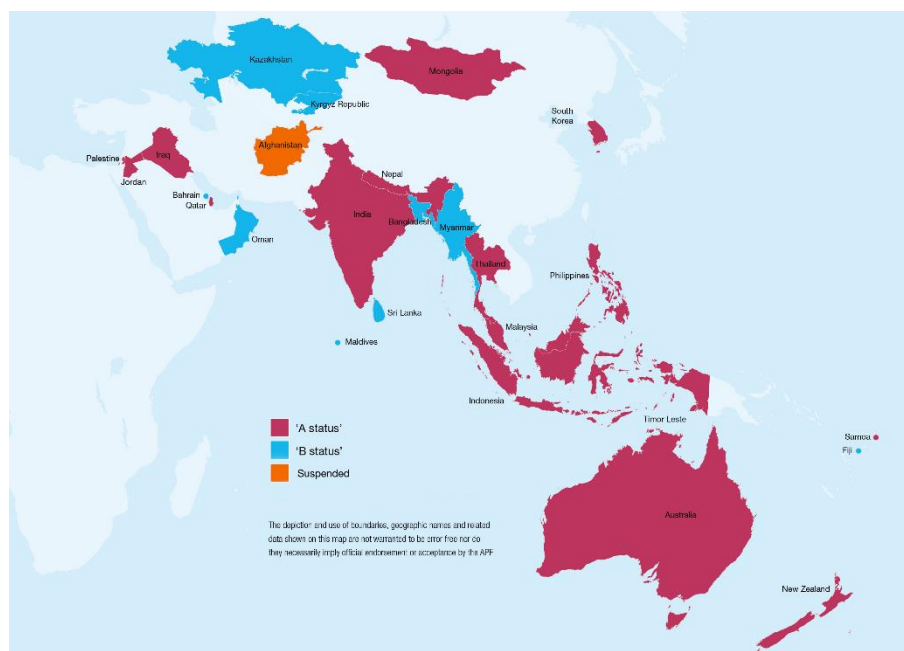 Kazakhstan
Mongolia
Kyrgyz Republic
South
Korea
Afghanistan
Palestine
Iraq
Jordan
Nepal
Bahrain
Qatar
India
Bangladesh
Myanmar
Oman
Thailand
Philippines
Sri Lanka
Malaysia
Maldives
Indonesia
Timor Leste
'A status'
'B status'
Suspended
Samoa
Fiji
Australia
The depiction and use of boundaries, geographic names and related
data shown on this map are not warranted to be error free nor do
they necessarily imply official endorsement or acceptance by the APF
New Zealand